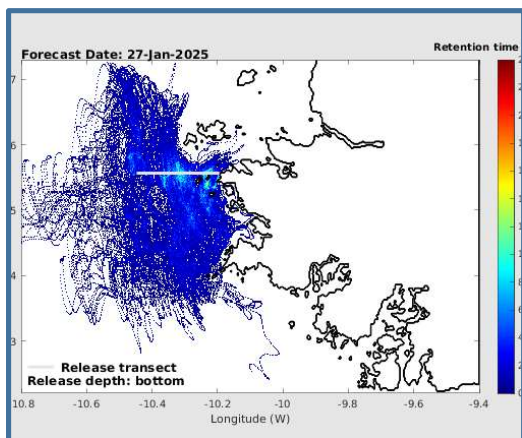 Retention time
Forecast Date: 27-Jan-2025
7
6
5
4
3
Release transect
Release depth: bottom
10.8 -10.6 -10.4 -10.2 -10 -9.8 -9.6 -9.4
Longitude (W)